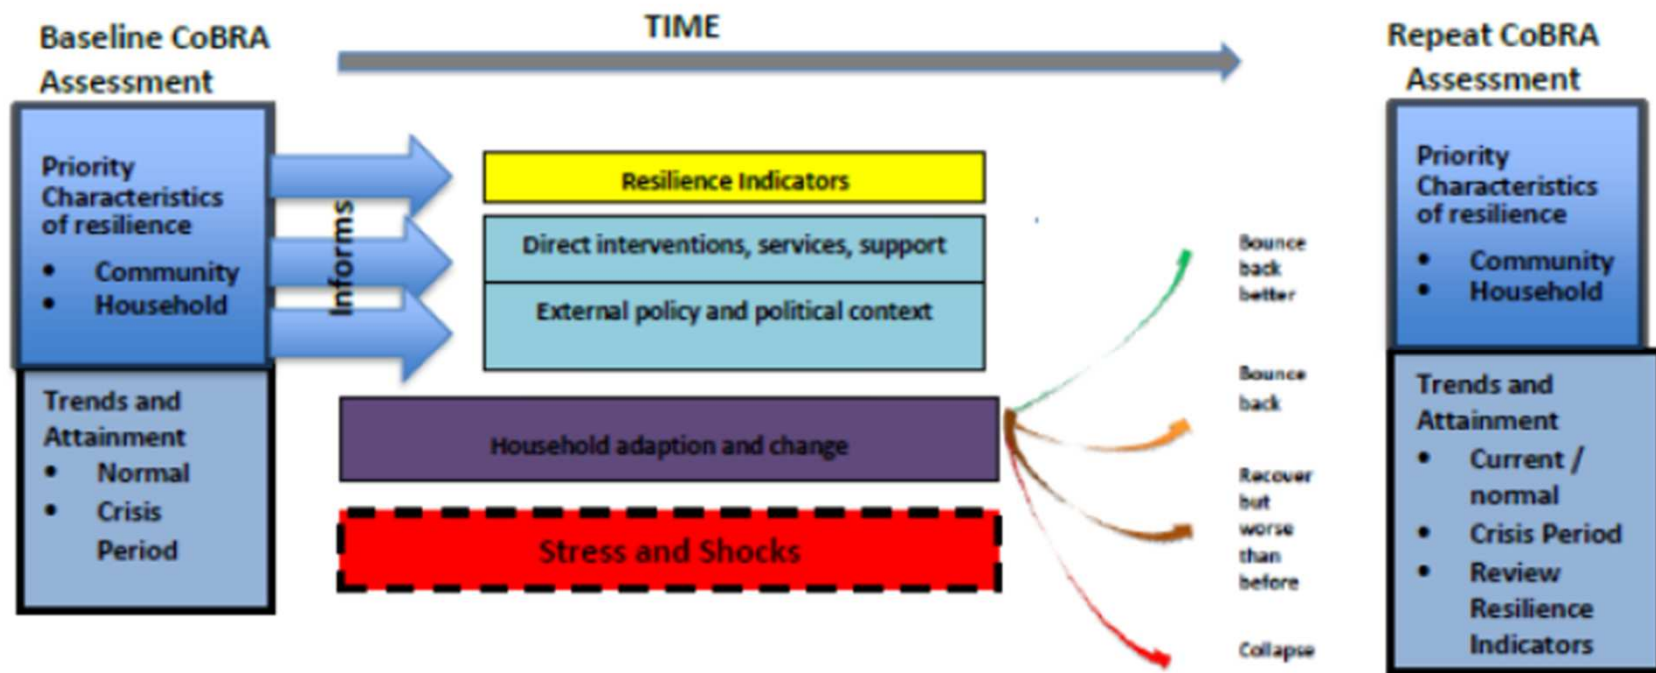 Baseline CoBRA
Assessment
Priority
Characteristics
of resilience
• Community
• Household
Trends and
Attainment
• Normal
• Crisis
Period
TIME
Informs
Resilience Indicators
Direct interventions, services, support
External policy and political context
Household adaption and change
Stress and Shocks
Bounce
back
better
Bounce
back
Recover
but
worse
than
before
Collapse
Repeat CoBRA
Assessment
Priority
Characteristics
of resilience
• Community
• Household
Trends and
Attainment
• Current /
normal
• Crisis Period
• Review
Resilience
Indicators